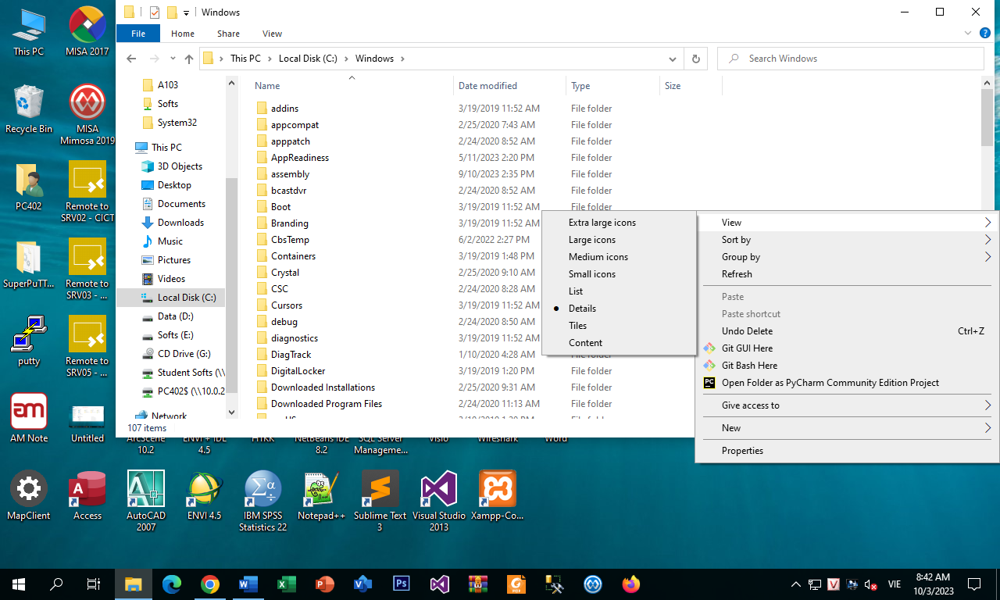 Windows
File
Home
Share
View
This PC
Local Disk (C:)
Windows
Search Windows
A103
Softs
System32
This PC
3D Objects
Desktop
Documents
Downloads
Music
Pictures
Videos
Local Disk (C:)
Data (D:)
Softs (E:)
CD Drive (G:)
Student Softs (\\
PC402$ (\\10.0.2
Network
Name Date modified Type Size
addins 3/19/2019 11:52 AM File folder
appcompat 2/25/2020 7:43 AM File folder
apppatch 2/24/2020 8:52 AM File folder
AppReadiness 5/11/2023 2:20 PM File folder
assembly 9/10/2023 2:35 PM File folder
bcastdvr 2/24/2020 8:52 AM File folder
Boot 3/19/2019 11:52 AM File folder
Branding 3/19/2019 11:52 AM
CbsTemp 6/2/2022 2:27 PM
Containers 3/19/2019 1:48 PM
Crystal 2/25/2020 9:10 AM
CSC 2/24/2020 8:28 AM
Cursors 3/19/2019 11:52 AM
debug 2/24/2020 8:50 AM
diagnostics 3/19/2019 11:52 AM
DiagTrack 1/10/2020 4:28 AM File folder
DigitalLocker 3/19/2019 1:20 PM File folder
Downloaded Installations 2/25/2020 9:31 AM File folder
Downloaded Program Files 2/24/2020 11:13 AM File folder
107 items
Extra large icons
Large icons
Medium icons
Small icons
List
Details
Tiles
Content
View
Sort by
Group by
Refresh
Paste
Paste shortcut
Undo Delete Ctrl+Z
Git GUI Here
Git Bash Here
PC Open Folder as PyCharm Community Edition Project
Give access to
New
Properties
This PC
MISA 2017
Recycle Bin
MISA
Mimosa 2019
PC402
Remote to
SRV02 - CICT
SuperPuTT...
Remote to
SRV03 - ...
putty
Remote to
SRV05 - ...
am
AM Note
Untitled
ArcScene
10.2
ENVI + IDL
4.5
HTKK
NetBeans IDE
8.2
SQL Server
Manageme...
Visio
Wireshark
Word
MapClient
Access
AutoCAD
2007
ENVI 4.5
IBM SPSS
Statistics 22
Notepad++
Sublime Text
3
Visual Studio
2013
Xampp-Co...
VIE
8:42 AM
10/3/2023